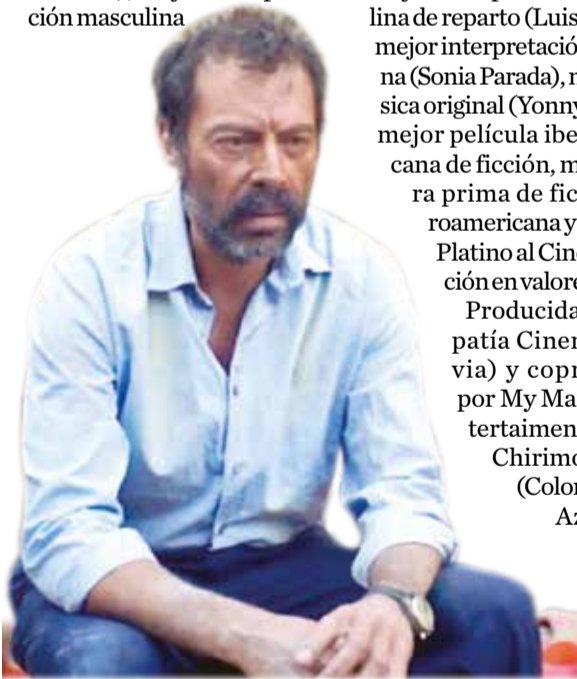 ción masculina
lina de reparto (Luis
mejor interpretació
na (Sonia Parada), m
sica original (Yonny
mejor película ibe
cana de ficción, m
ra prima de fic
roamericana y
Platino al Cin
ción en valore
Producida
patía Ciner
via) y copr
por My Ma
tertaimen
Chirimo
(Color
Az